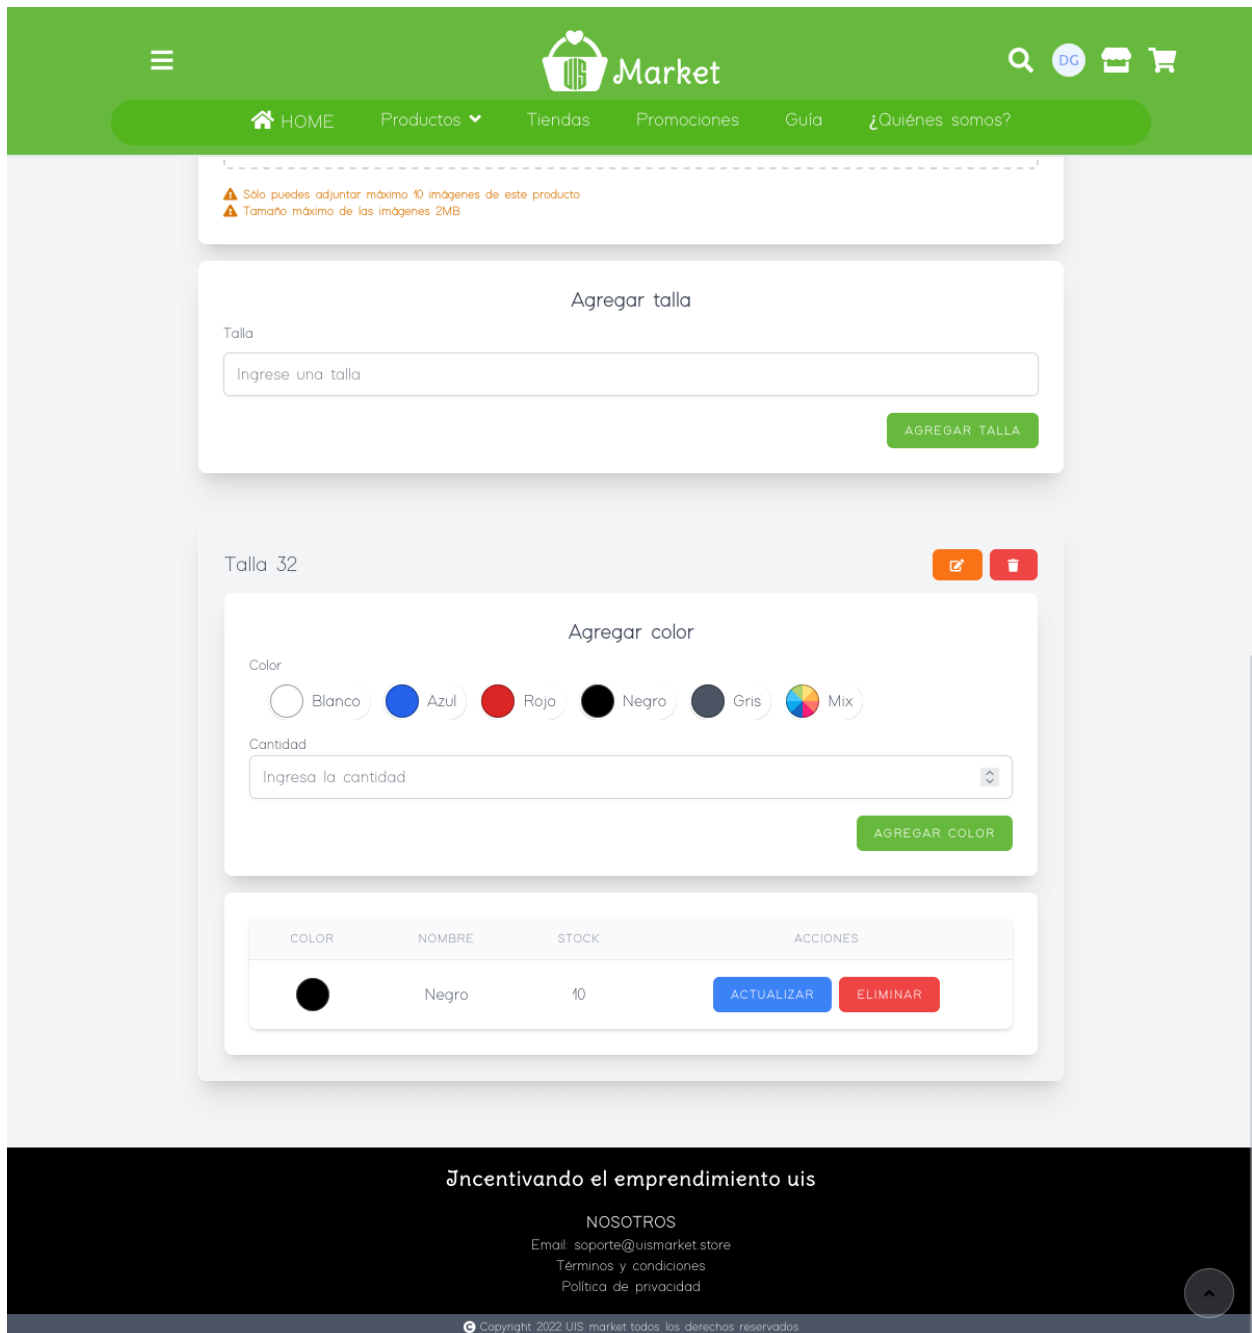 UIS Market
DG
HOME Productos Tiendas Promociones Guía ¿Quiénes somos?
Sólo puedes adjuntar máximo 10 imágenes de este producto
Tamaño máximo de las imágenes 2MB
Agregar talla
Talla
Ingrese una talla
AGREGAR TALLA
Talla 32
Agregar color
Color
Blanco Azul Rojo Negro Gris Mix
Cantidad
Ingresa la cantidad
AGREGAR COLOR
COLOR NOMBRE STOCK ACCIONES
Negro 10 ACTUALIZAR ELIMINAR
Incentivando el emprendimiento uis
NOSOTROS
Email: soporte@uismarket.store
Términos y condiciones
Política de privacidad
Copyright 2022 UIS market todos los derechos reservados